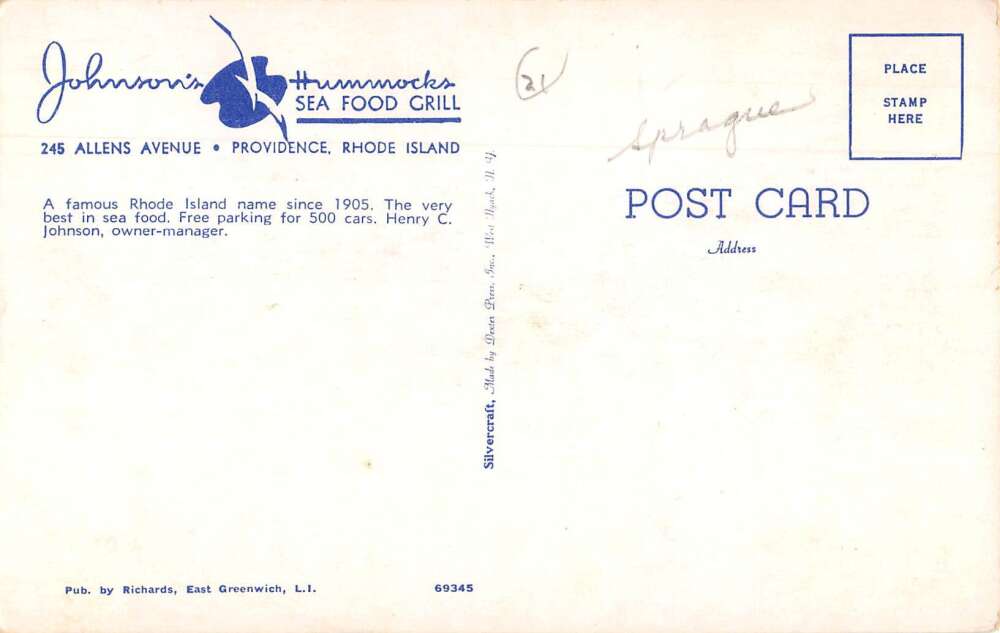 Johnson's Hummocks
SEA FOOD GRILL
245 ALLENS AVENUE • PROVIDENCE, RHODE ISLAND
A famous Rhode Island name since 1905. The very
best in sea food. Free parking for 500 cars. Henry C.
Johnson, owner-manager.
Pub. by Richards, East Greenwich, L.I.
69345
Silvercraft, Made by Dexter Press, Inc., West Nyack, N. Y.
21
Sprague
PLACE
STAMP
HERE
POST CARD
Address